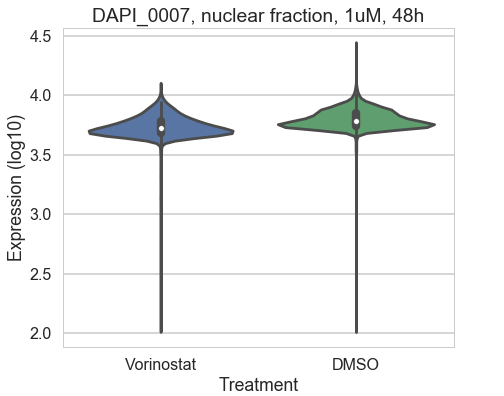 DAPI_0007, nuclear fraction, 1uM, 48h
4.5
4.0
3.5
3.0
2.5
2.0
Expression (log10)
Vorinostat DMSO
Treatment